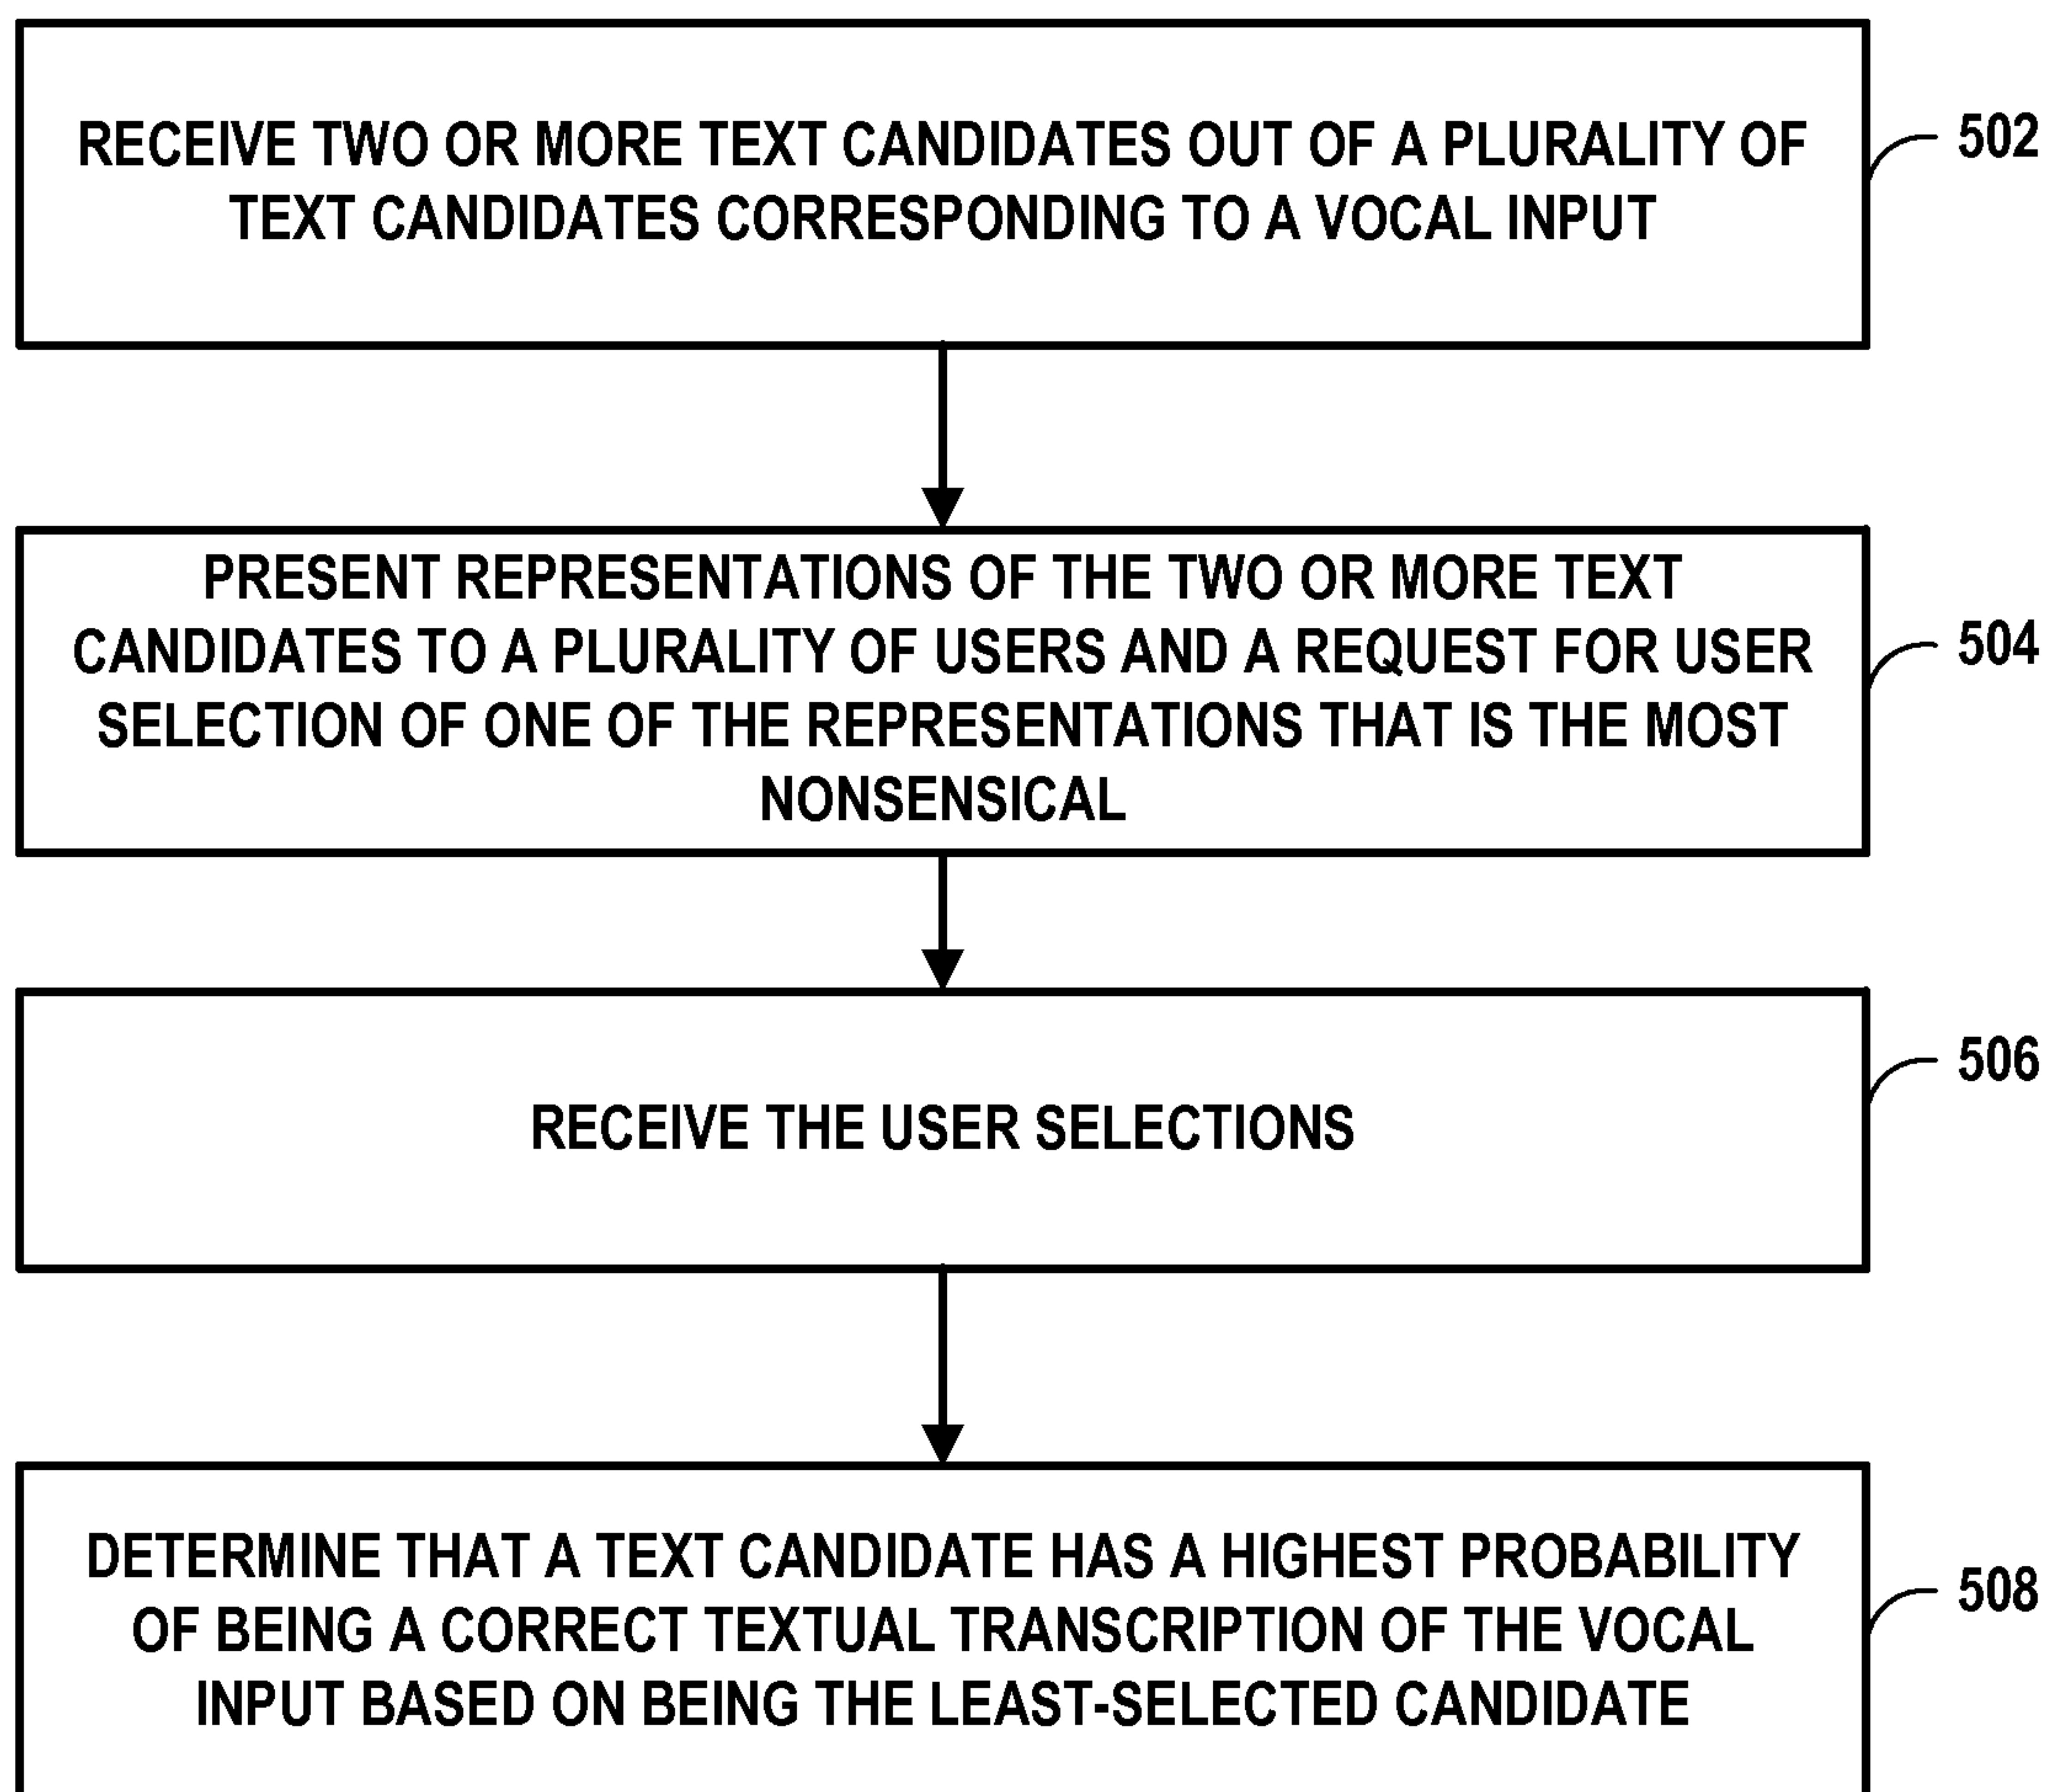 RECEIVE TWO OR MORE TEXT CANDIDATES OUT OF A PLURALITY OF
TEXT CANDIDATES CORRESPONDING TO A VOCAL INPUT
502
PRESENT REPRESENTATIONS OF THE TWO OR MORE TEXT
CANDIDATES TO A PLURALITY OF USERS AND A REQUEST FOR USER
SELECTION OF ONE OF THE REPRESENTATIONS THAT IS THE MOST
NONSENSICAL
504
RECEIVE THE USER SELECTIONS
506
DETERMINE THAT A TEXT CANDIDATE HAS A HIGHEST PROBABILITY
OF BEING A CORRECT TEXTUAL TRANSCRIPTION OF THE VOCAL
INPUT BASED ON BEING THE LEAST-SELECTED CANDIDATE
508